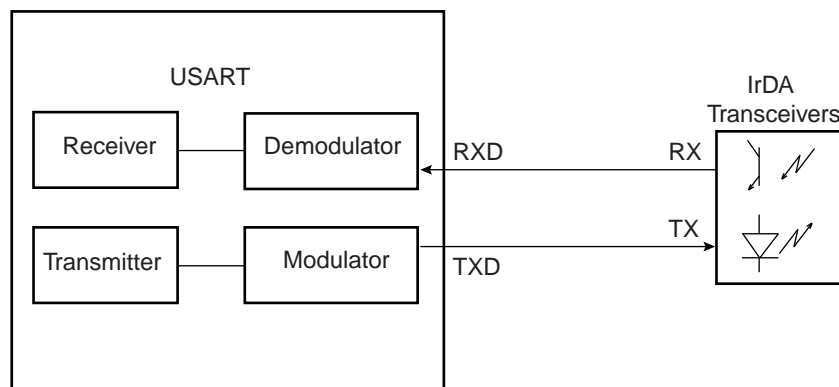 USART
IrDA
Transceivers
Receiver
Demodulator
RXD
RX
Transmitter
Modulator
TXD
TX